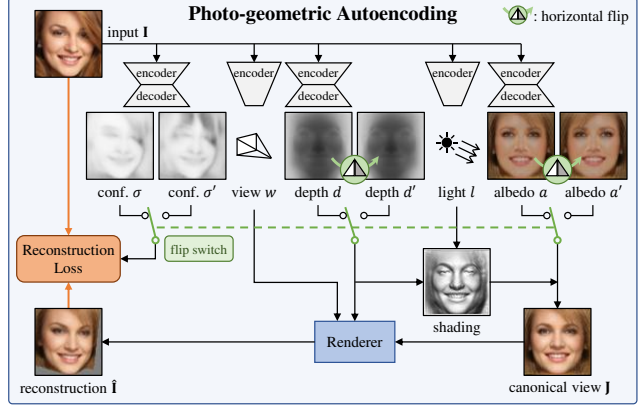 Photo-geometric Autoencoding
: horizontal flip
input I
encoder
decoder
encoder
encoder
decoder
encoder
encoder
decoder
conf. σ
conf. σ′
view w
depth d
depth d′
light l
albedo a
albedo a′
flip switch
Reconstruction
Loss
shading
Renderer
reconstruction Î
canonical view J